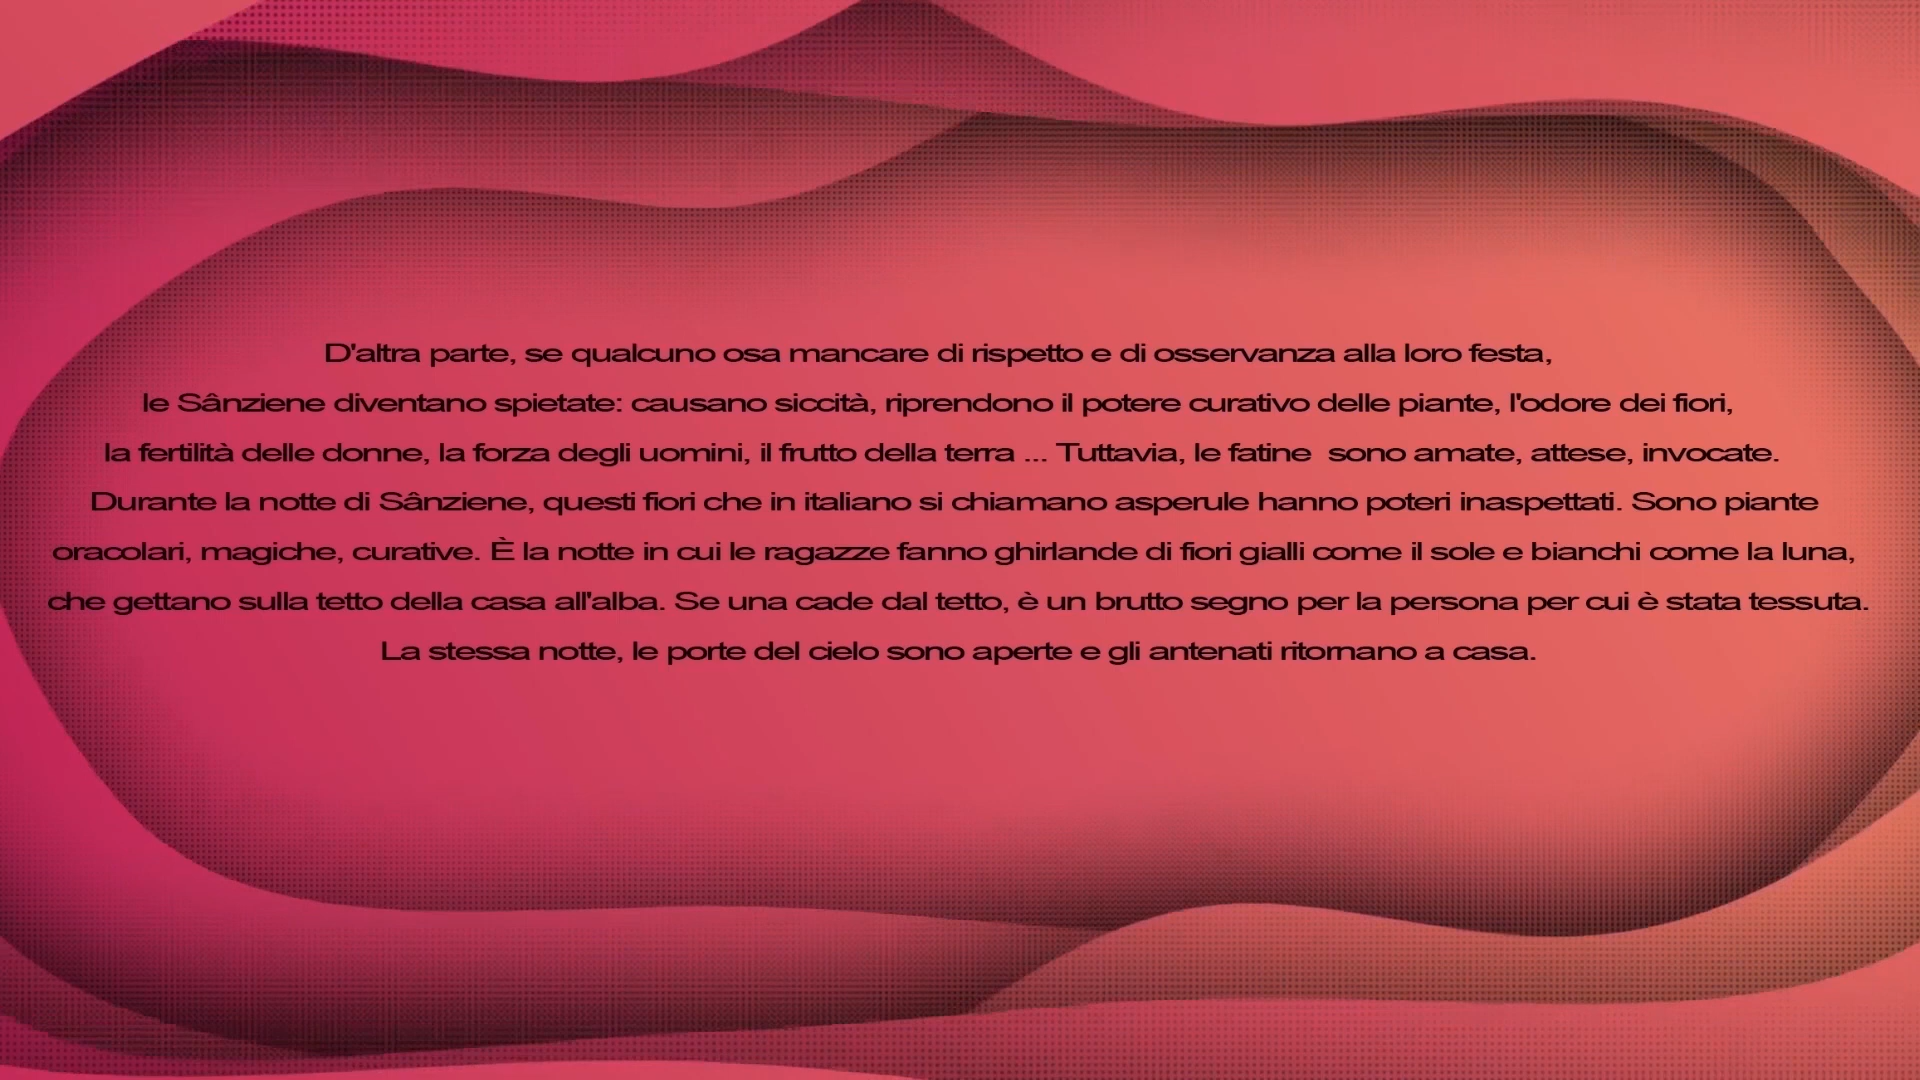 D'altra parte, se qualcuno osa mancare di rispetto e di osservanza alla loro festa,
le Sânziene diventano spietate: causano siccità, riprendono il potere curativo delle piante, l'odore dei fiori,
la fertilità delle donne, la forza degli uomini, il frutto della terra ... Tuttavia, le fatine  sono amate, attese, invocate.
Durante la notte di Sânziene, questi fiori che in italiano si chiamano asperule hanno poteri inaspettati. Sono piante
oracolari, magiche, curative. È la notte in cui le ragazze fanno ghirlande di fiori gialli come il sole e bianchi come la luna,
che gettano sulla tetto della casa all'alba. Se una cade dal tetto, è un brutto segno per la persona per cui è stata tessuta.
La stessa notte, le porte del cielo sono aperte e gli antenati ritornano a casa.